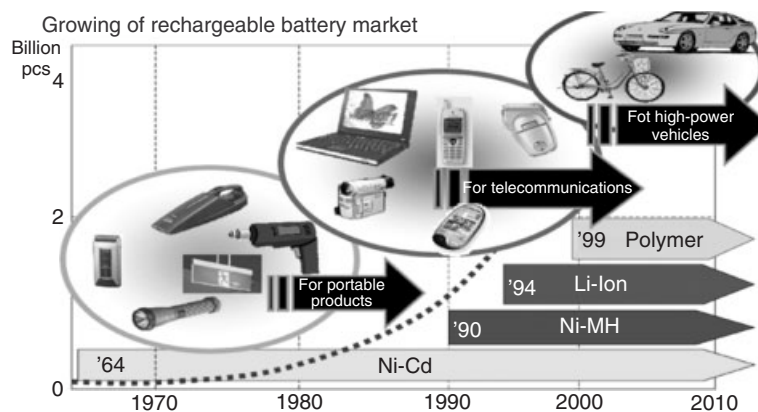 Growing of rechargeable battery market
Billion
pcs
4
Fot high-power
vehicles
For telecommunications
2
'99 Polymer
For portable
products
'94 Li-Ion
'90 Ni-MH
'64 Ni-Cd
0
1970 1980 1990 2000 2010